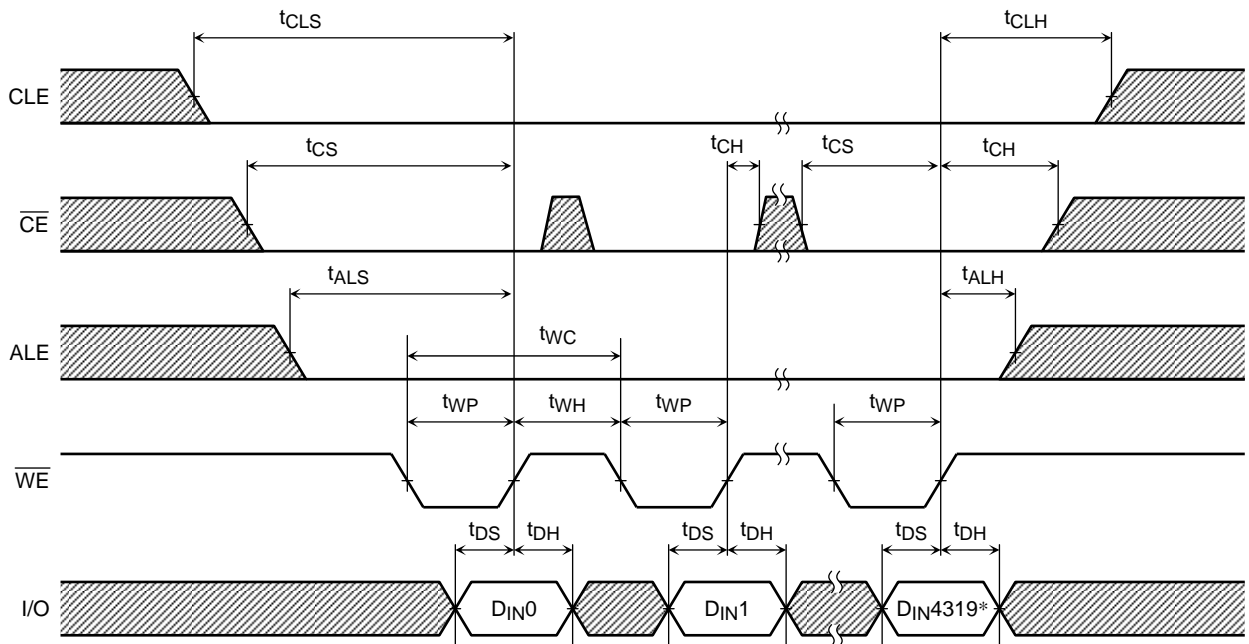 tCLS tCLH
CLE
tCS tCH tCS tCH
CE
tALS tALH
ALE
tWC
tWP tWH tWP tWP
WE
tDS tDH tDS tDH tDS tDH
I/O DIN0 DIN1 DIN4319*